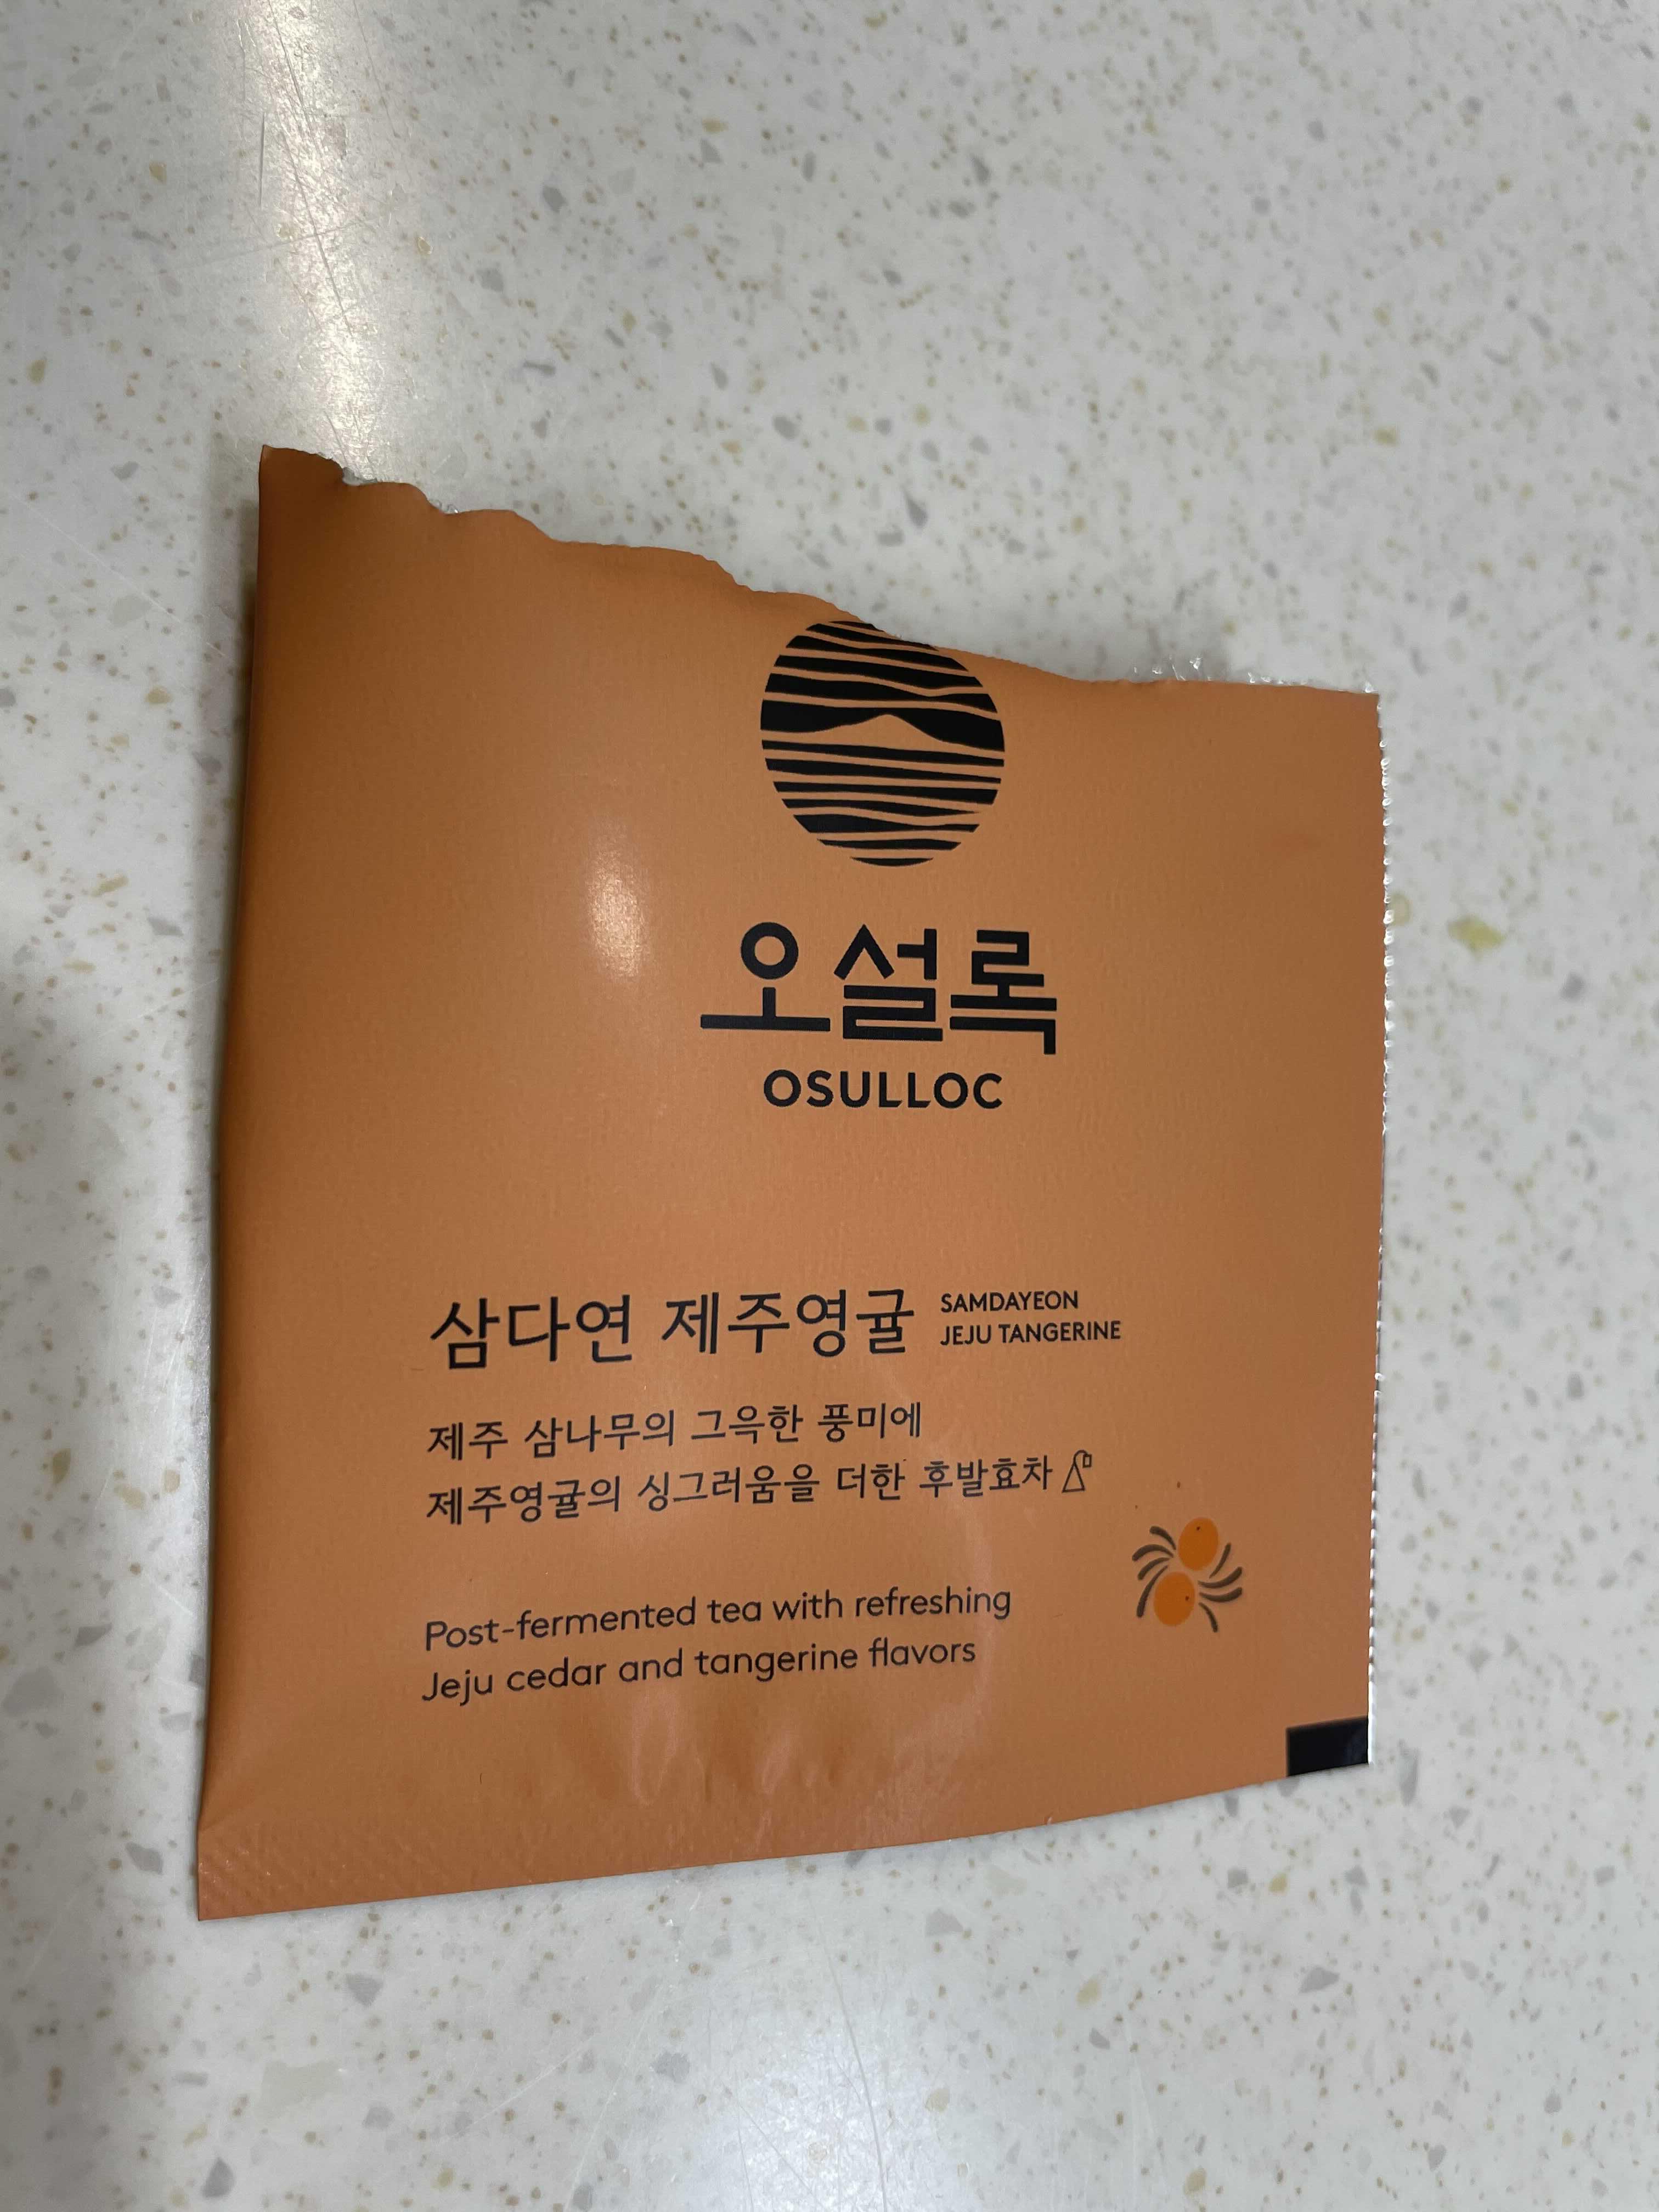 오설록
OSULLOC
삼다연 제주영귤 SAMDAYEON
JEJU TANGERINE
제주 삼나무의 그윽한 풍미에
제주영귤의 싱그러움을 더한 후발효차
Post-fermented tea with refreshing
Jeju cedar and tangerine flavors